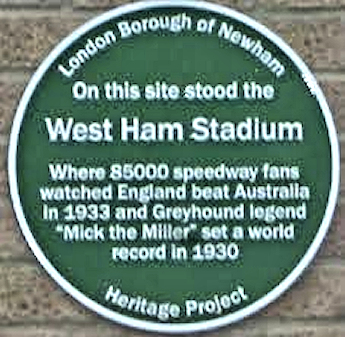 London Borough of Newham
On this site stood the
West Ham Stadium
Where 85000 speedway fans
watched England beat Australia
in 1933 and Greyhound legend
"Mick the Miller" set a world
record in 1930
Heritage Project